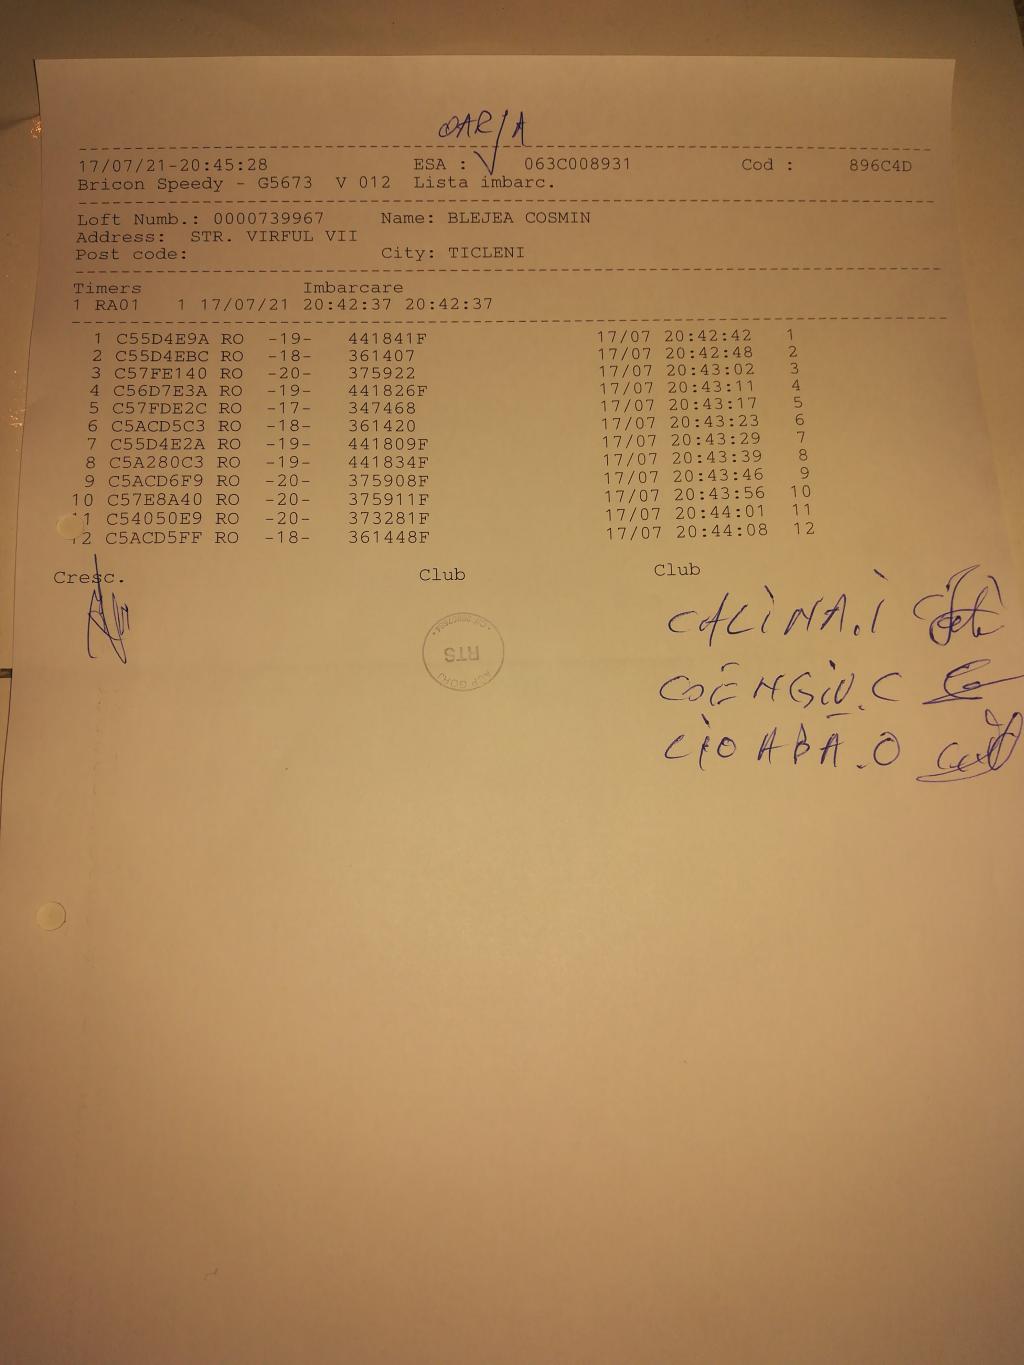 17/07/21-20:45:28 ESA : 063C008931 Cod : 896C4D
Bricon Speedy - G5673 V 012 Lista imbarc.
Loft Numb.: 0000739967 Name: BLEJEA COSMIN
Address: STR. VIRFUL VII
Post code: City: TICLENI
Timers Imbarcare
1 RA01 1 17/07/21 20:42:37 20:42:37
1 C55D4E9A RO -19- 441841F 17/07 20:42:42 1
2 C55D4EBC RO -18- 361407 17/07 20:42:48 2
3 C57FE140 RO -20- 375922 17/07 20:43:02 3
4 C56D7E3A RO -19- 441826F 17/07 20:43:11 4
5 C57FDE2C RO -17- 347468 17/07 20:43:17 5
6 C5ACD5C3 RO -18- 361420 17/07 20:43:23 6
7 C55D4E2A RO -19- 441809F 17/07 20:43:29 7
8 C5A280C3 RO -19- 441834F 17/07 20:43:39 8
9 C5ACD6F9 RO -20- 375908F 17/07 20:43:46 9
10 C57E8A40 RO -20- 375911F 17/07 20:43:56 10
11 C54050E9 RO -20- 373281F 17/07 20:44:01 11
12 C5ACD5FF RO -18- 361448F 17/07 20:44:08 12
Cresc. Club Club
CALINA.I
RTS
CIOABA.O